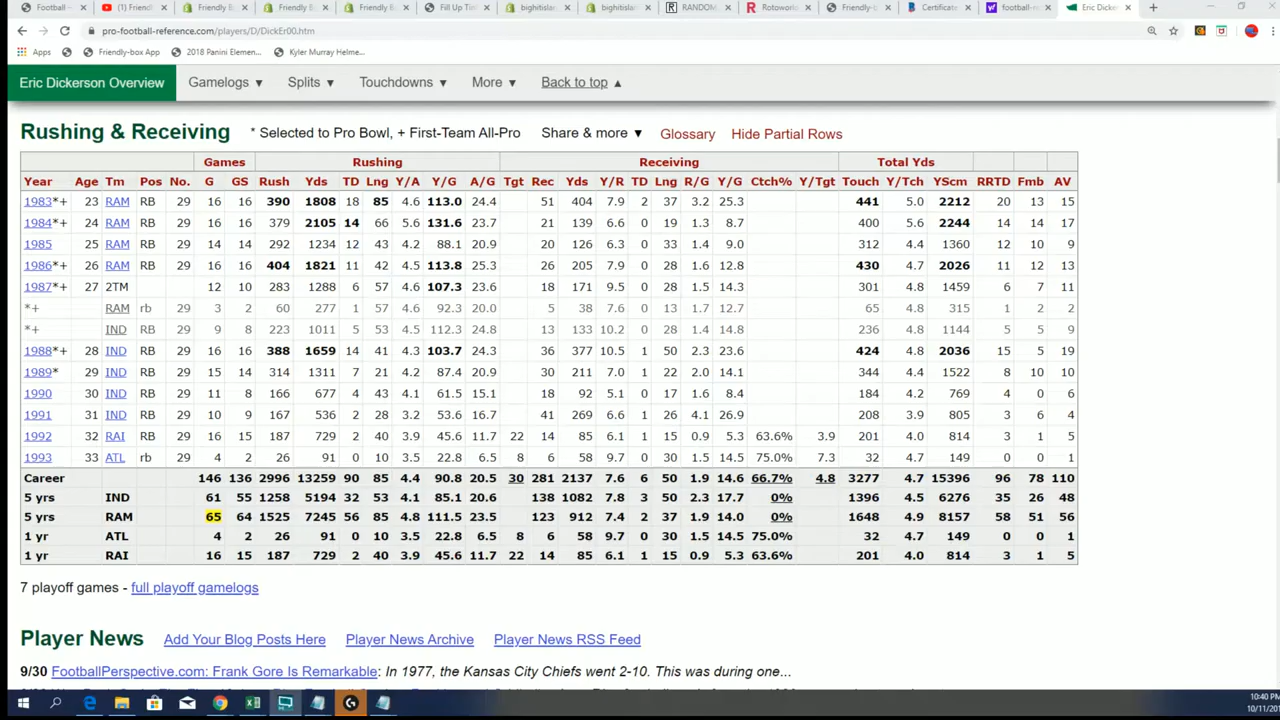 Football -
(1) Friendl
Friendly B
Friendly B
Friendly B
Fill Up Tim
bighitislan
bighitislan
RANDOM
Rotoworld
Friendly-b
Certificate
football-re
Eric Dicker
pro-football-reference.com/players/D/DickEr00.htm
Apps Friendly-box App 2018 Panini Elemen... Kyler Murray Helme...
Eric Dickerson Overview Gamelogs ▼ Splits ▼ Touchdowns ▼ More ▼ Back to top ▲
Rushing & Receiving * Selected to Pro Bowl, + First-Team All-Pro Share & more ▼ Glossary Hide Partial Rows
Games Rushing Receiving Total Yds
Year Age Tm Pos No. G GS Rush Yds TD Lng Y/A Y/G A/G Tgt Rec Yds Y/R TD Lng R/G Y/G Ctch% Y/Tgt Touch Y/Tch YScm RRTD Fmb AV
1983*+ 23 RAM RB 29 16 16 390 1808 18 85 4.6 113.0 24.4 51 404 7.9 2 37 3.2 25.3 441 5.0 2212 20 13 15
1984*+ 24 RAM RB 29 16 16 379 2105 14 66 5.6 131.6 23.7 21 139 6.6 0 19 1.3 8.7 400 5.6 2244 14 14 17
1985 25 RAM RB 29 14 14 292 1234 12 43 4.2 88.1 20.9 20 126 6.3 0 33 1.4 9.0 312 4.4 1360 12 10 9
1986*+ 26 RAM RB 29 16 16 404 1821 11 42 4.5 113.8 25.3 26 205 7.9 0 28 1.6 12.8 430 4.7 2026 11 12 13
1987*+ 27 2TM 12 10 283 1288 6 57 4.6 107.3 23.6 18 171 9.5 0 28 1.5 14.3 301 4.8 1459 6 7 11
*+ RAM rb 29 3 2 60 277 1 57 4.6 92.3 20.0 5 38 7.6 0 13 1.7 12.7 65 4.8 315 1 2 2
*+ IND RB 29 9 8 223 1011 5 53 4.5 112.3 24.8 13 133 10.2 0 28 1.4 14.8 236 4.8 1144 5 5 9
1988*+ 28 IND RB 29 16 16 388 1659 14 41 4.3 103.7 24.3 36 377 10.5 1 50 2.3 23.6 424 4.8 2036 15 5 19
1989* 29 IND RB 29 15 14 314 1311 7 21 4.2 87.4 20.9 30 211 7.0 1 22 2.0 14.1 344 4.4 1522 8 10 10
1990 30 IND RB 29 11 8 166 677 4 43 4.1 61.5 15.1 18 92 5.1 0 17 1.6 8.4 184 4.2 769 4 0 6
1991 31 IND RB 29 10 9 167 536 2 28 3.2 53.6 16.7 41 269 6.6 1 26 4.1 26.9 208 3.9 805 3 6 4
1992 32 RAI RB 29 16 15 187 729 2 40 3.9 45.6 11.7 22 14 85 6.1 1 15 0.9 5.3 63.6% 3.9 201 4.0 814 3 1 5
1993 33 ATL rb 29 4 2 26 91 0 10 3.5 22.8 6.5 8 6 58 9.7 0 30 1.5 14.5 75.0% 7.3 32 4.7 149 0 0 1
Career 146 136 2996 13259 90 85 4.4 90.8 20.5 30 281 2137 7.6 6 50 1.9 14.6 66.7% 4.8 3277 4.7 15396 96 78 110
5 yrs IND 61 55 1258 5194 32 53 4.1 85.1 20.6 138 1082 7.8 3 50 2.3 17.7 0% 1396 4.5 6276 35 26 48
5 yrs RAM 65 64 1525 7245 56 85 4.8 111.5 23.5 123 912 7.4 2 37 1.9 14.0 0% 1648 4.9 8157 58 51 56
1 yr ATL 4 2 26 91 0 10 3.5 22.8 6.5 8 6 58 9.7 0 30 1.5 14.5 75.0% 32 4.7 149 0 0 1
1 yr RAI 16 15 187 729 2 40 3.9 45.6 11.7 22 14 85 6.1 1 15 0.9 5.3 63.6% 201 4.0 814 3 1 5
7 playoff games - full playoff gamelogs
Player News Add Your Blog Posts Here Player News Archive Player News RSS Feed
9/30 FootballPerspective.com: Frank Gore Is Remarkable: In 1977, the Kansas City Chiefs went 2-10. This was during one...
10:40 PM
10/11/201